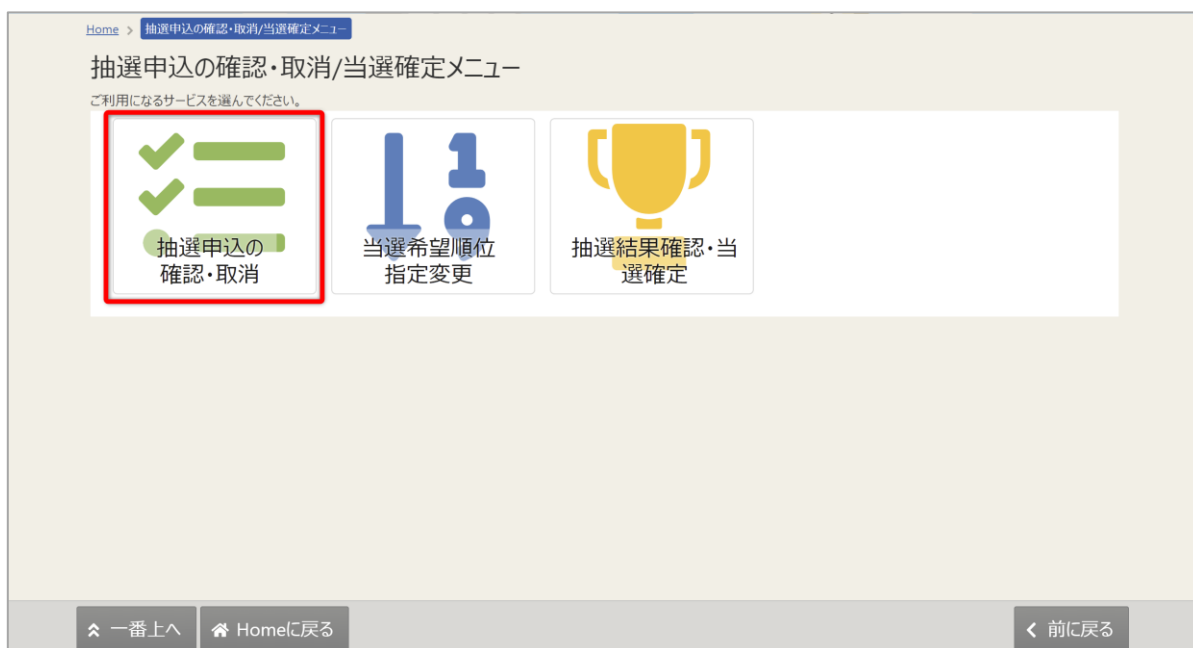 Home > 抽選申込の確認・取消/当選確定メニュー
抽選申込の確認・取消/当選確定メニュー
ご利用になるサービスを選んでください。
抽選申込の
確認・取消
当選希望順位
指定変更
抽選結果確認・当
選確定
一番上へ
Homeに戻る
前に戻る